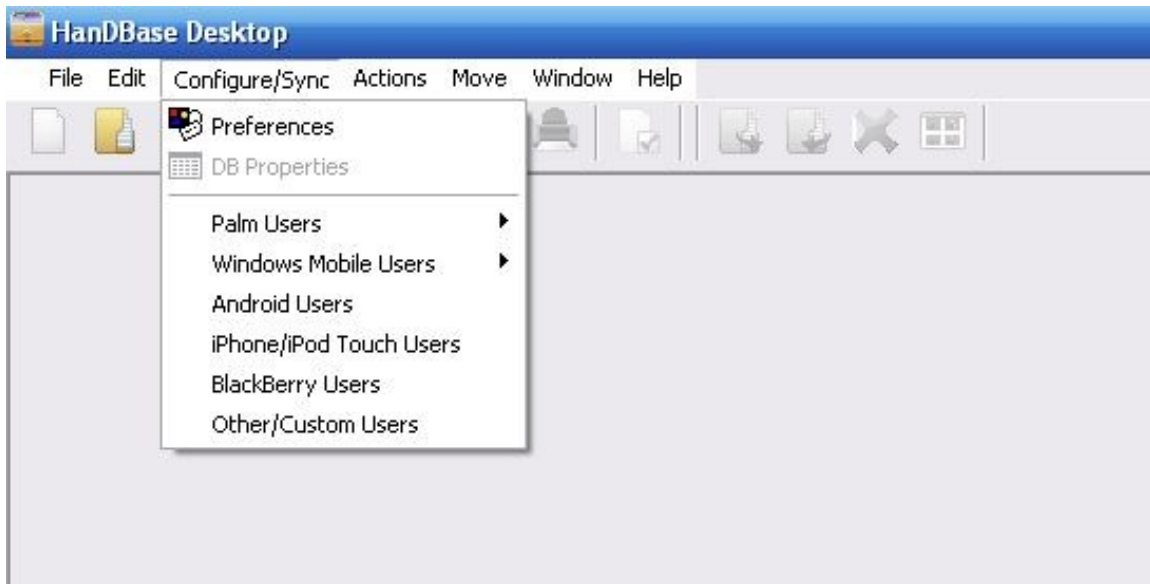 HanDBase Desktop
File Edit Configure/Sync Actions Move Window Help
Preferences
DB Properties
Palm Users
Windows Mobile Users
Android Users
iPhone/iPod Touch Users
BlackBerry Users
Other/Custom Users